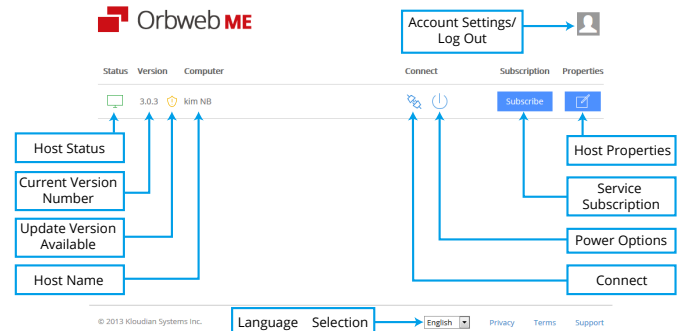 Orbweb ME
Account Settings/
Log Out
Status Version Computer Connect Subscription Properties
3.0.3 kim NB Subscribe
Host Status
Host Properties
Current Version
Number
Service
Subscription
Update Version
Available
Power Options
Host Name
Connect
© 2013 Kloudian Systems Inc. Language Selection English Privacy Terms Support